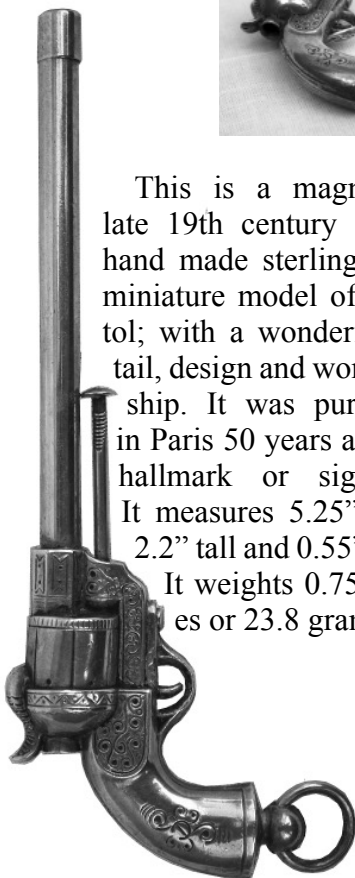 This is a magn
late 19th century
hand made sterling
miniature model of
tol; with a wonder
tail, design and wor
ship. It was pur
in Paris 50 years a
hallmark or sig
It measures 5.25”
2.2” tall and 0.55”
It weights 0.75
es or 23.8 gran